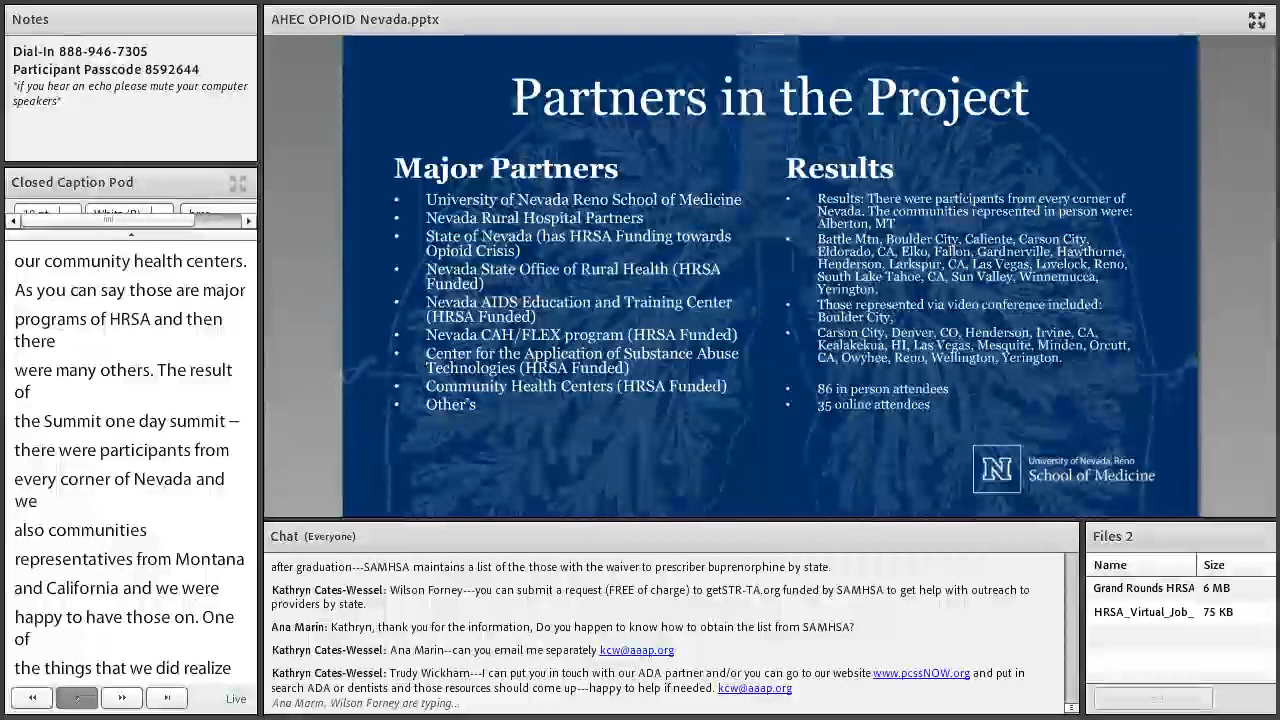 Notes
Dial-In 888-946-7305
Participant Passcode 8592644
*if you hear an echo please mute your computer
speakers*
Closed Caption Pod
our community health centers.
As you can say those are major
programs of HRSA and then
there
were many others. The result
of
the Summit one day summit --
there were participants from
every corner of Nevada and
we
also communities
representatives from Montana
and California and we were
happy to have those on. One
of
the things that we did realize
Live
AHEC OPIOID Nevada.pptx
Partners in the Project
Major Partners
• University of Nevada Reno School of Medicine
• Nevada Rural Hospital Partners
• State of Nevada (has HRSA Funding towards
Opioid Crisis)
• Nevada State Office of Rural Health (HRSA
Funded)
• Nevada AIDS Education and Training Center
(HRSA Funded)
• Nevada CAH/FLEX program (HRSA Funded)
• Center for the Application of Substance Abuse
Technologies (HRSA Funded)
• Community Health Centers (HRSA Funded)
• Other's
Results
• Results: There were participants from every corner of
Nevada. The communities represented in person were:
Alberton, MT
• Battle Mtn, Boulder City, Caliente, Carson City,
Eldorado, CA, Elko, Fallon, Gardnerville, Hawthorne,
Henderson, Larkspur, CA, Las Vegas, Lovelock, Reno,
South Lake Tahoe, CA, Sun Valley, Winnemucca,
Yerington.
• Those represented via video conference included:
Boulder City,
• Carson City, Denver, CO, Henderson, Irvine, CA,
Kealakekua, HI, Las Vegas, Mesquite, Minden, Orcutt,
CA, Owyhee, Reno, Wellington, Yerington.
• 86 in person attendees
• 35 online attendees
N
University of Nevada, Reno
School of Medicine
Chat (Everyone)
after graduation---SAMHSA maintains a list of the those with the waiver to prescriber buprenorphine by state.
Kathryn Cates-Wessel: Wilson Forney---you can submit a request (FREE of charge) to getSTR-TA.org funded by SAMHSA to get help with outreach to
providers by state.
Ana Marin: Kathryn, thank you for the information, Do you happen to know how to obtain the list from SAMHSA?
Kathryn Cates-Wessel: Ana Marin--can you email me separately kcw@aaap.org
Kathryn Cates-Wessel: Trudy Wickham---I can put you in touch with our ADA partner and/or you can go to our website www.pcssNOW.org and put in
search ADA or dentists and those resources should come up---happy to help if needed. kcw@aaap.org
Ana Marin, Wilson Forney are typing...
Files 2
Name Size
Grand Rounds HRSA 6 MB
HRSA_Virtual_Job_ 75 KB